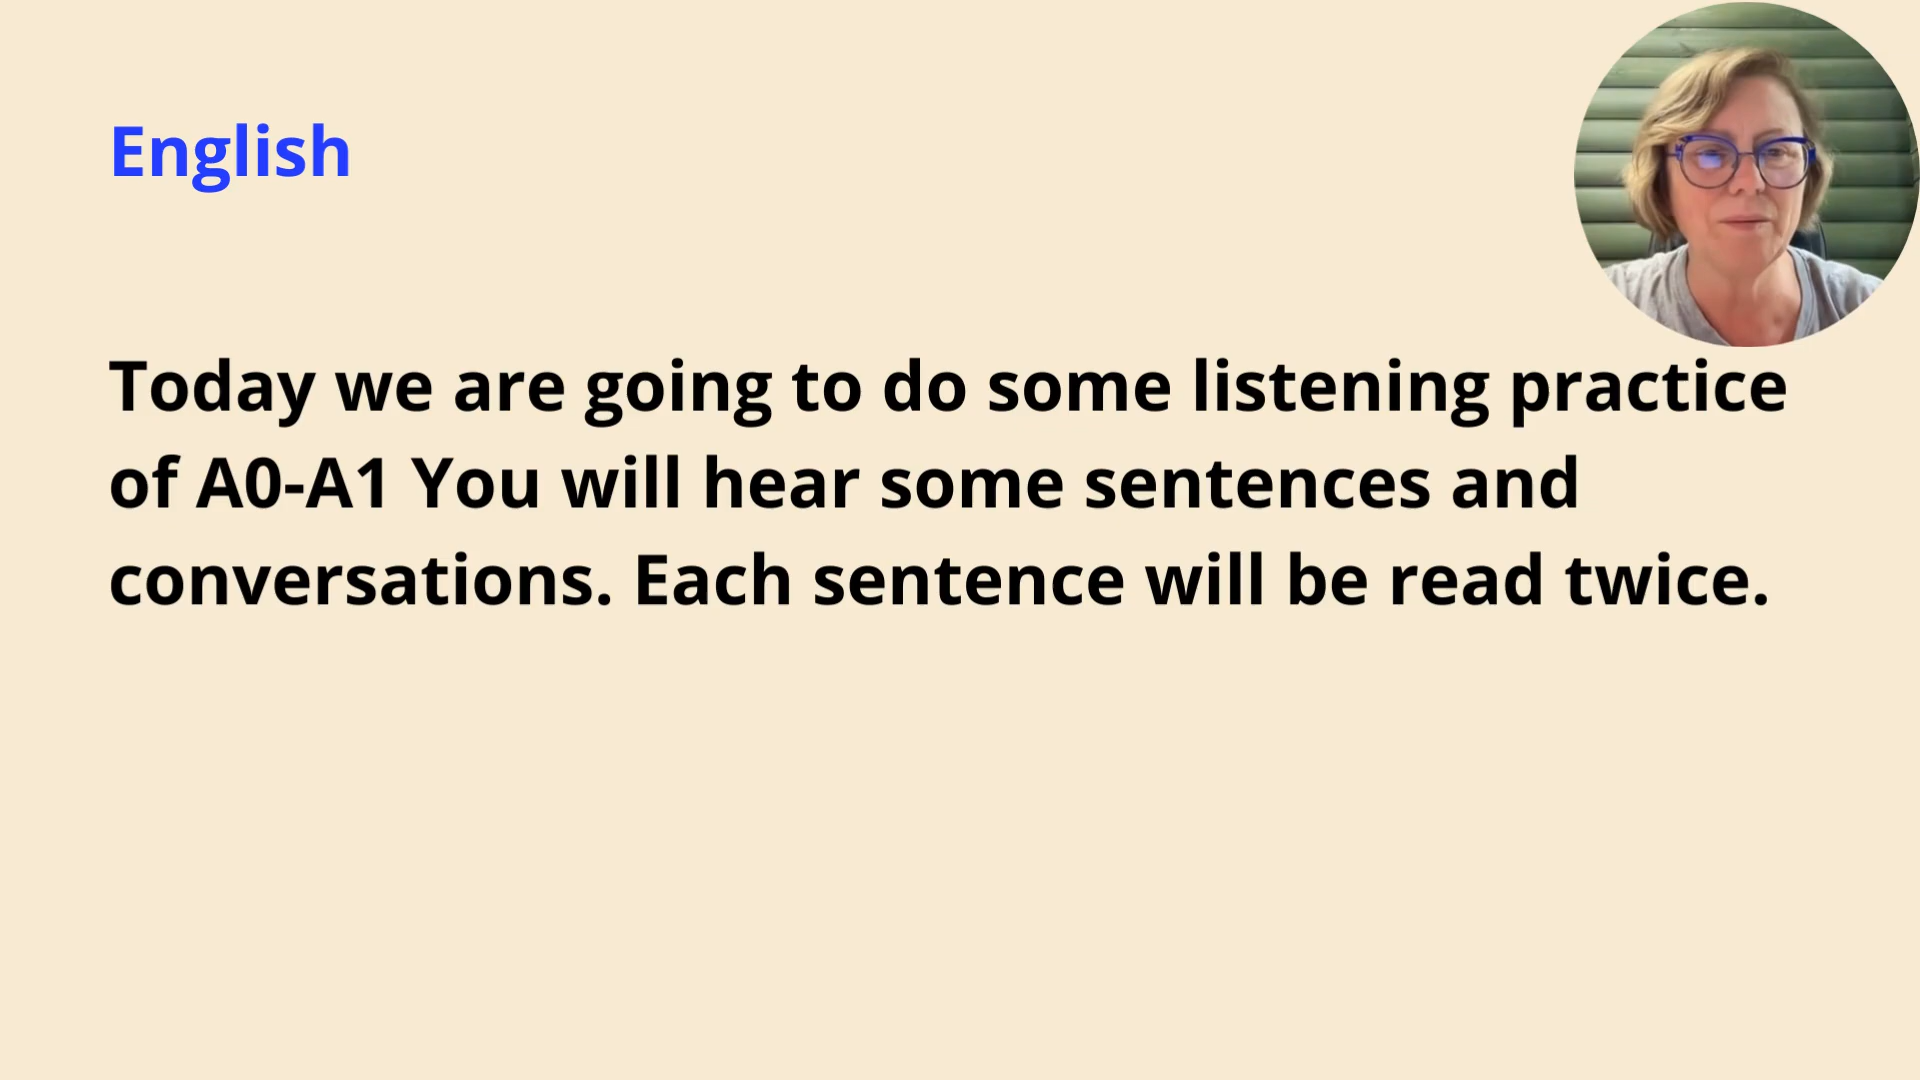 English
Today we are going to do some listening practice
of A0-A1 You will hear some sentences and
conversations. Each sentence will be read twice.